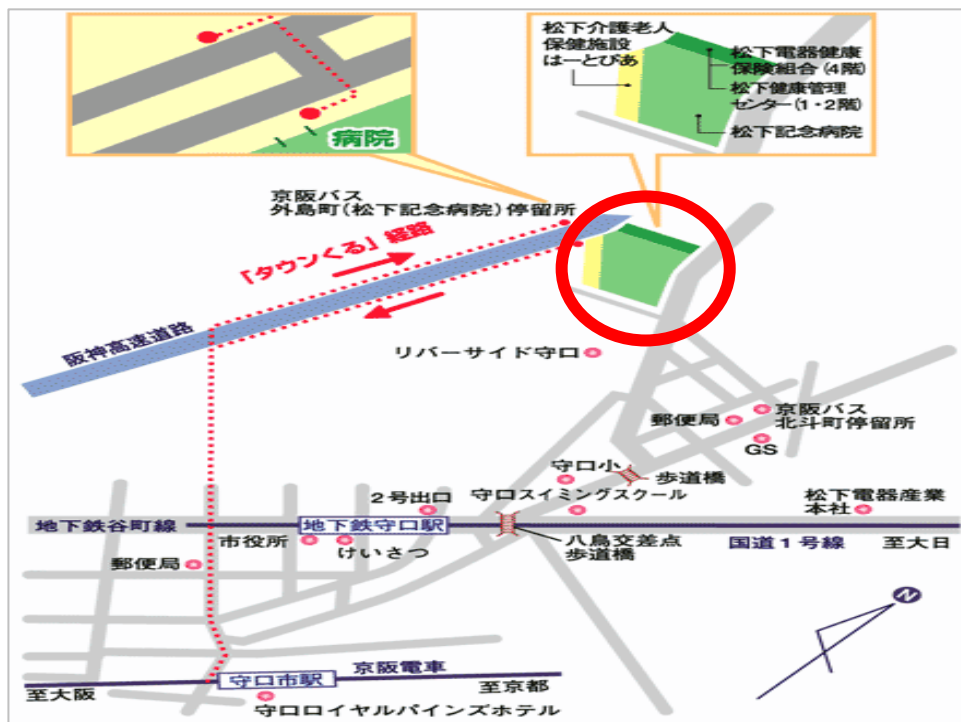 松下介護老人
保健施設
はーとぴあ
松下電器健康
保険組合(4階)
松下健康管理
センター(1・2階)
松下記念病院
病院
京阪バス
外島町(松下記念病院)停留所
「タウンくる」経路
阪神高速道路
リバーサイド守口
郵便局
京阪バス
北斗町停留所
GS
守口小
歩道橋
2号出口
守口スイミングスクール
松下電器産業
本社
地下鉄谷町線
地下鉄守口駅
市役所
けいさつ
八島交差点
歩道橋
国道1号線
至大日
郵便局
N
京阪電車
守口市駅
至大阪
至京都
守口ロイヤルパインズホテル